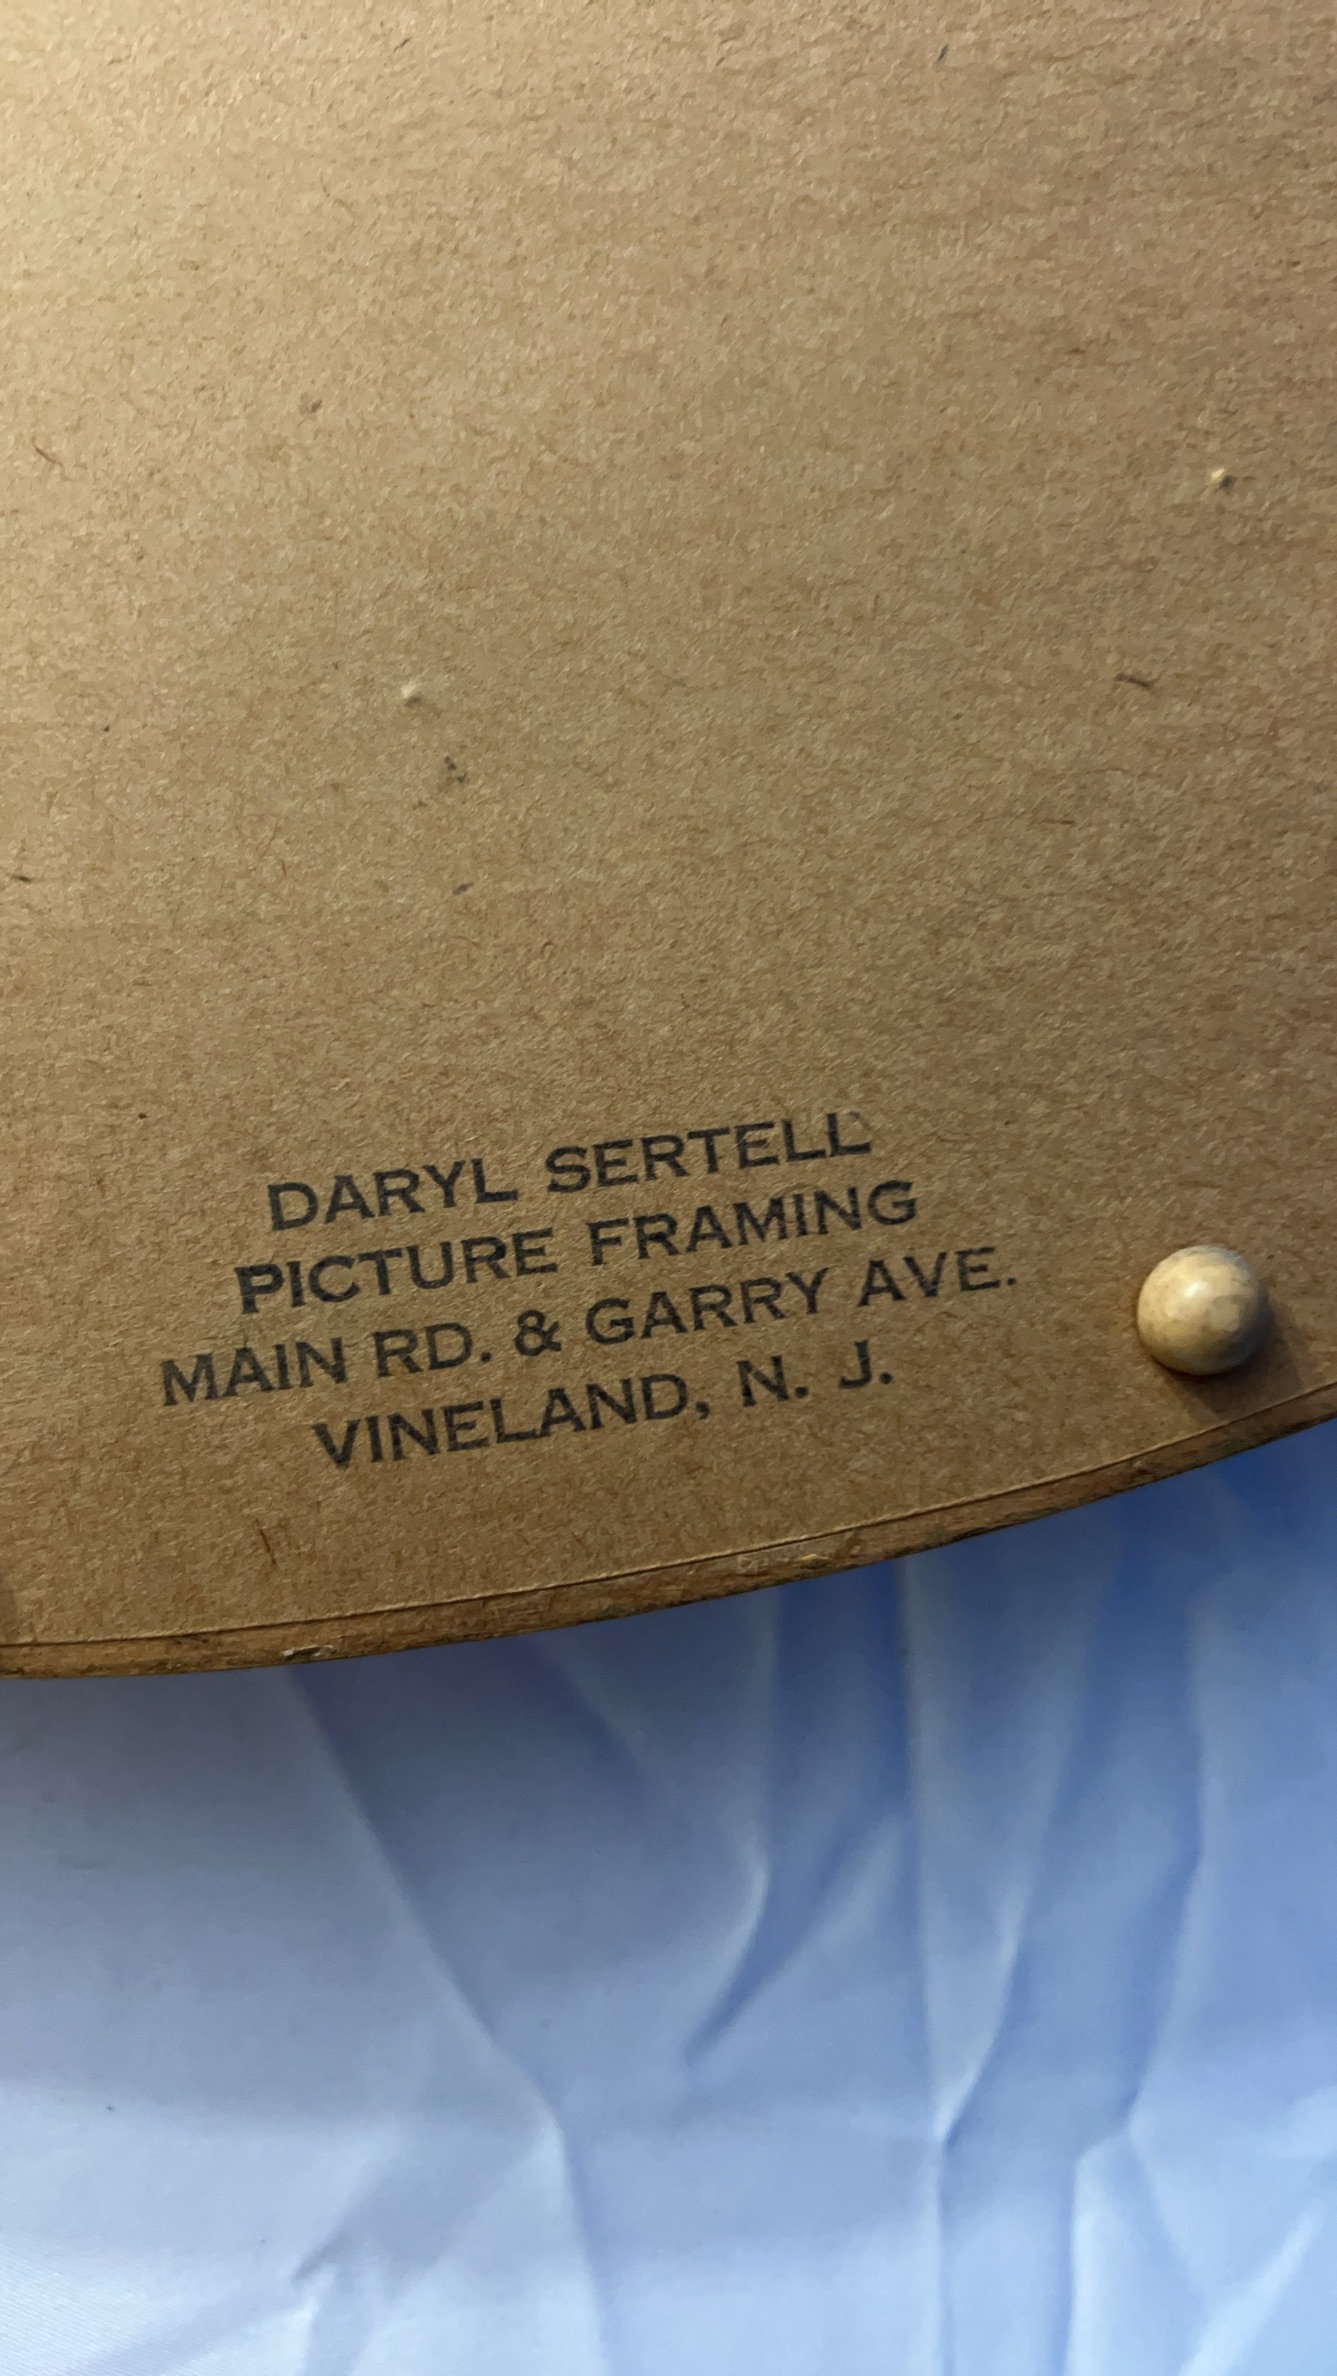 DARYL SERTELL
PICTURE FRAMING
MAIN RD. & GARRY AVE.
VINELAND, N. J.